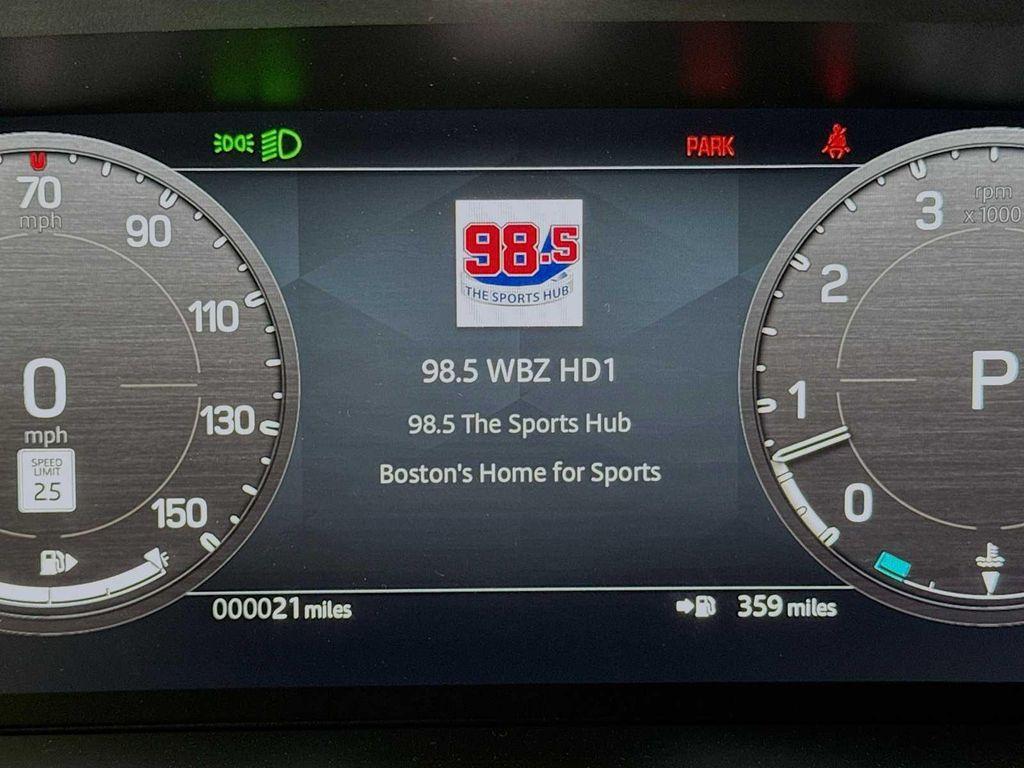 PARK
70
mph
90
110
130
150
0
mph
SPEED
LIMIT
25
98.5
THE SPORTS HUB
98.5 WBZ HD1
98.5 The Sports Hub
Boston's Home for Sports
rpm
x 1000
3
2
1
0
P
000021 miles
359 miles